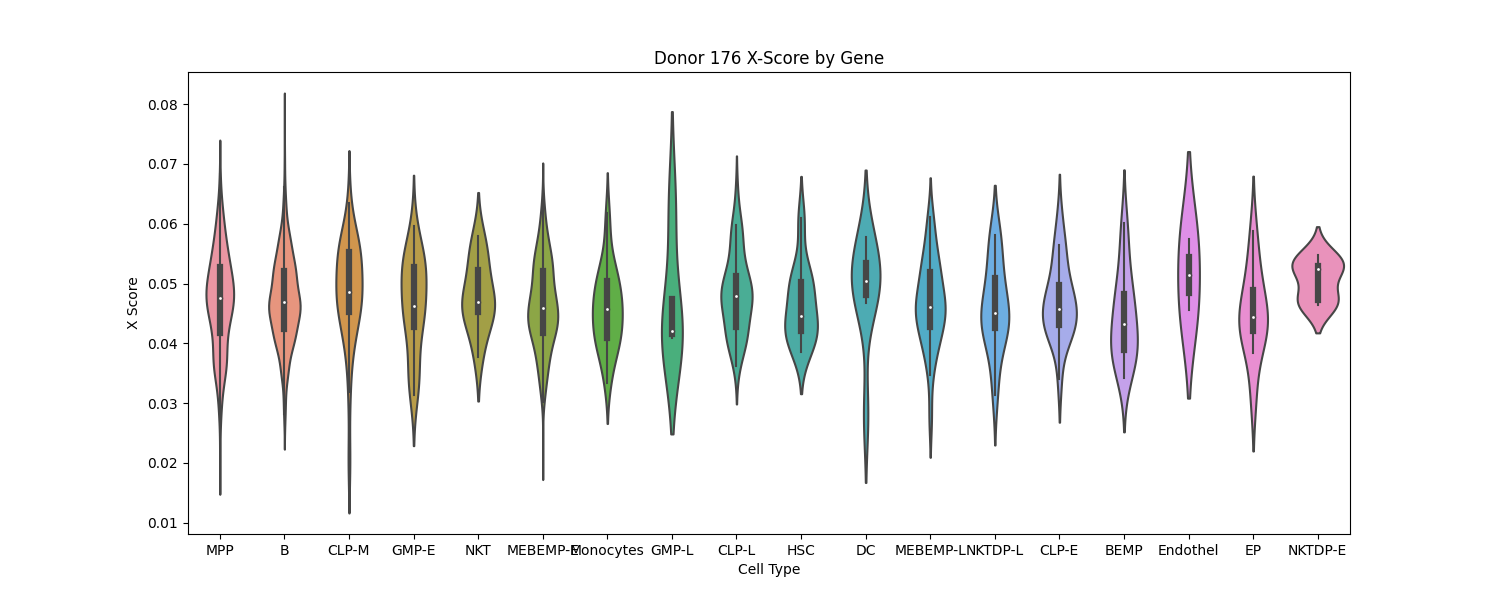 Donor 176 X-Score by Gene
X Score
0.08
0.07
0.06
0.05
0.04
0.03
0.02
0.01
MPP B CLP-M GMP-E NKT MEBEMP-E Monocytes GMP-L CLP-L HSC DC MEBEMP-L NKTDP-L CLP-E BEMP Endothel EP NKTDP-E
Cell Type